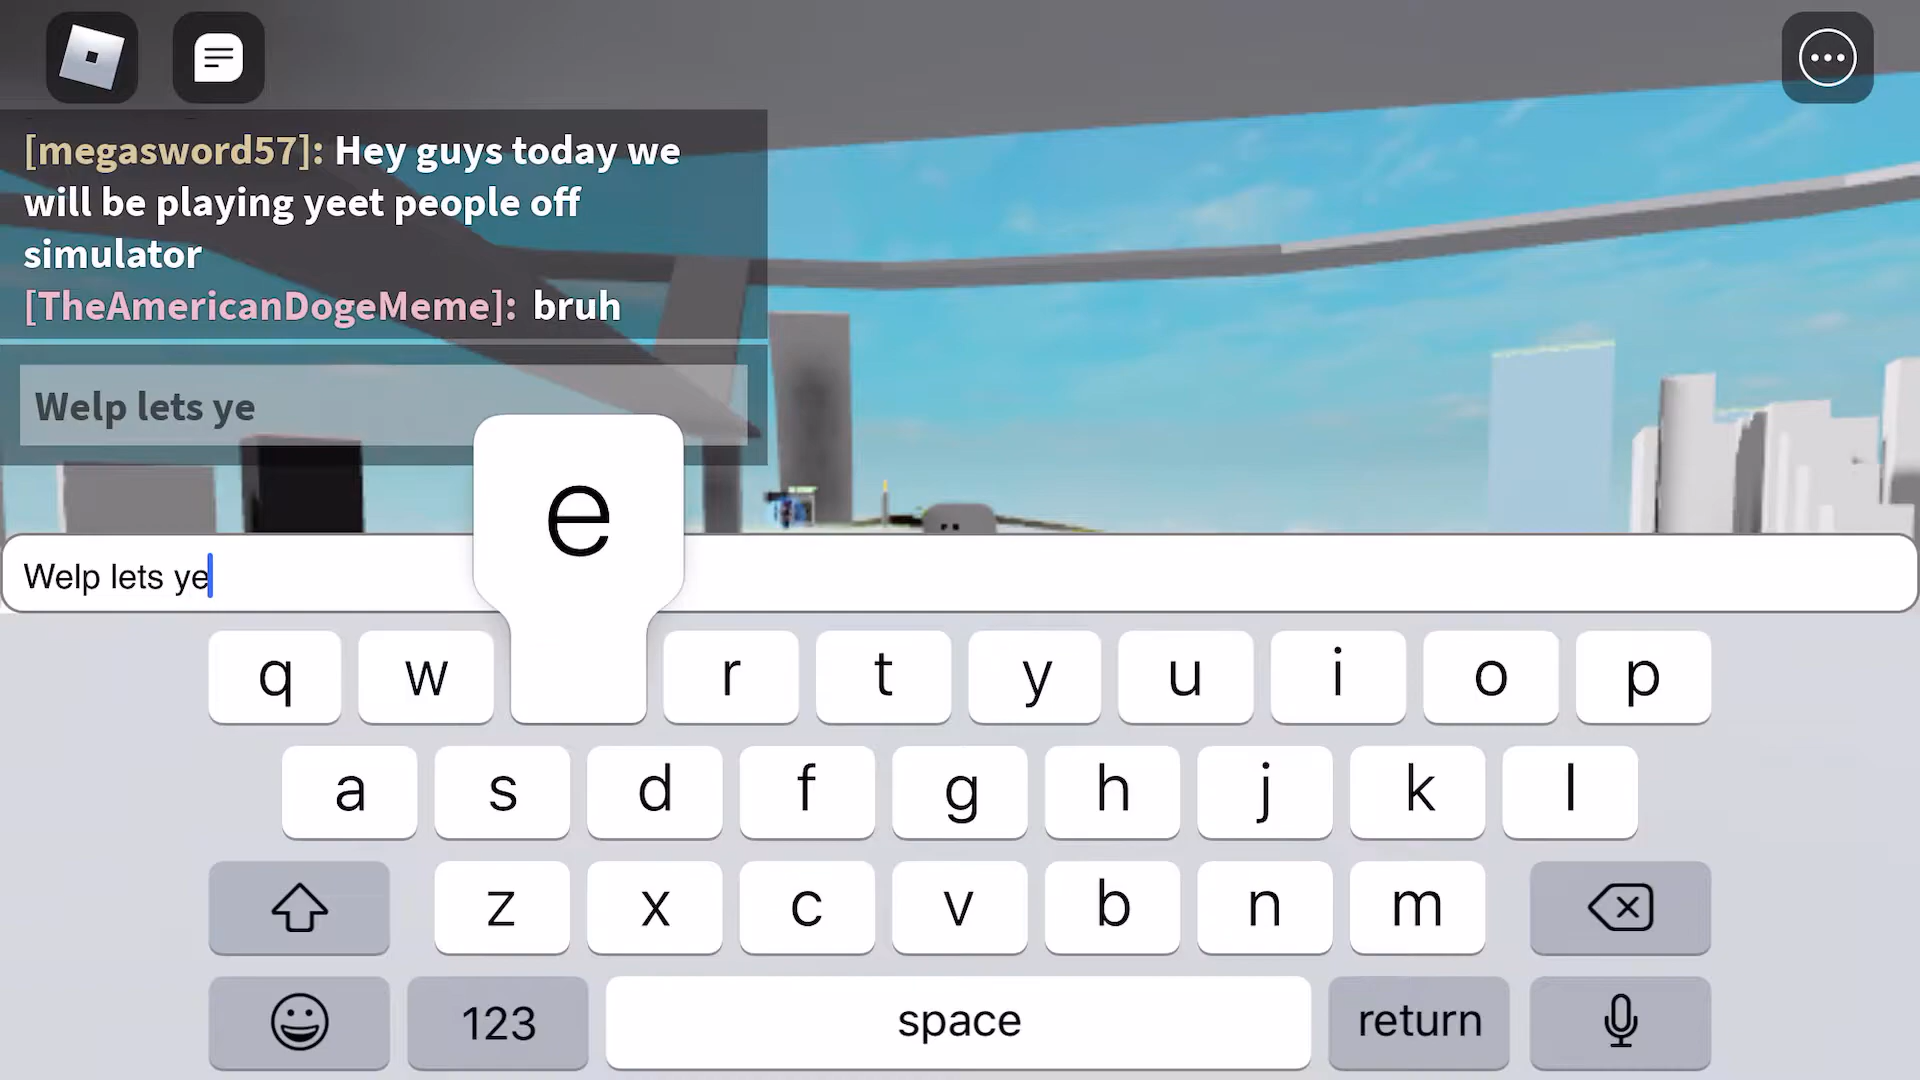 [megasword57]: Hey guys today we
will be playing yeet people off
simulator
[TheAmericanDogeMeme]: bruh
Welp lets ye
e
Welp lets ye
q w r t y u i o p
a s d f g h j k l
z x c v b n m
123 space return